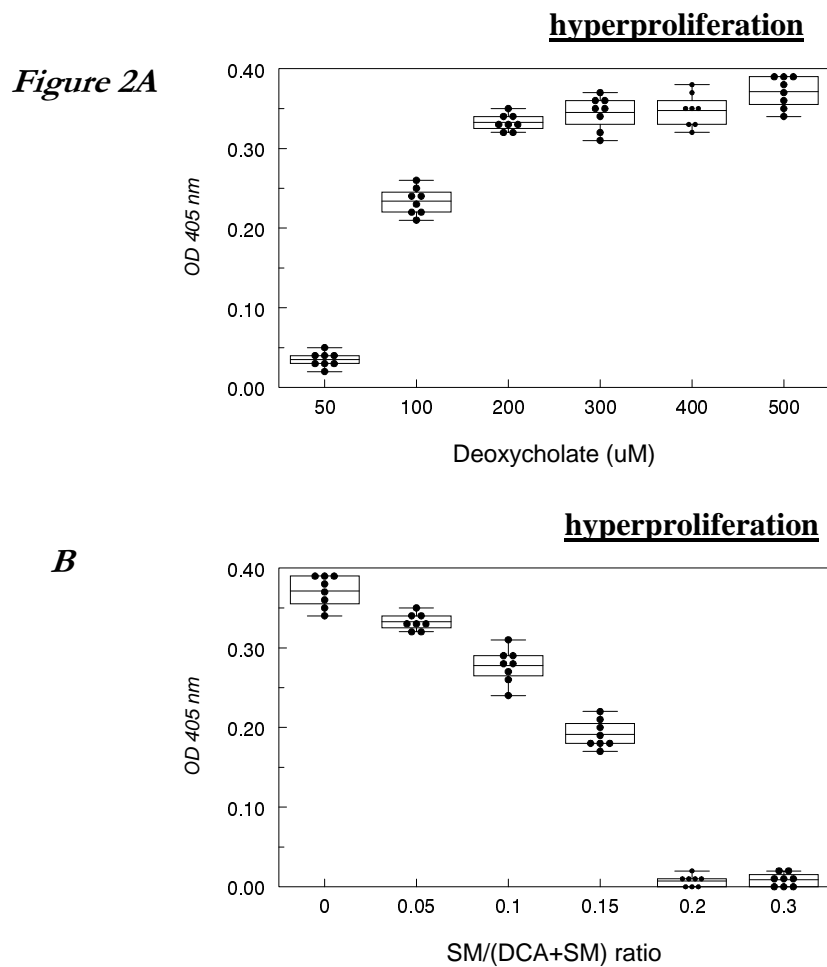 hyperproliferation
Figure 2A
0.40
0.30
0.20
0.10
0.00
OD 405 nm
50 100 200 300 400 500
Deoxycholate (uM)
hyperproliferation
B
0.40
0.30
0.20
0.10
0.00
OD 405 nm
0 0.05 0.1 0.15 0.2 0.3
SM/(DCA+SM) ratio